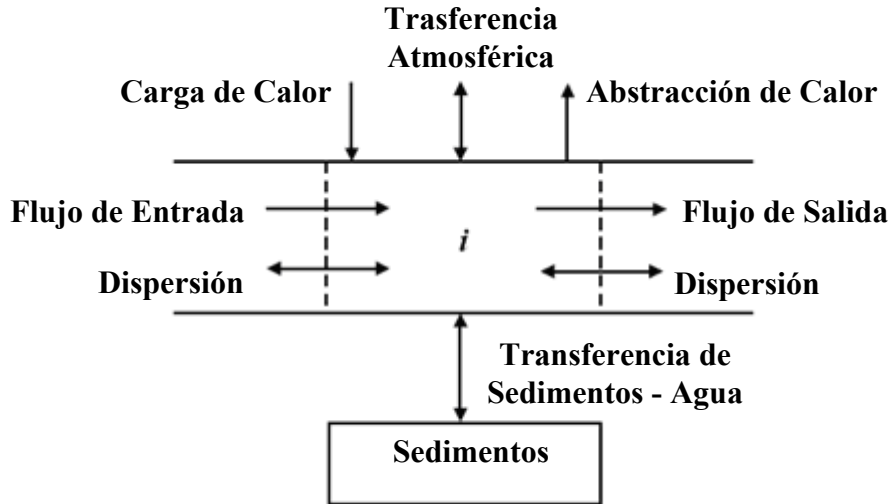 Trasferencia
Atmosférica
Carga de Calor
Abstracción de Calor
Flujo de Entrada
Flujo de Salida
i
Dispersión
Dispersión
Transferencia de
Sedimentos - Agua
Sedimentos